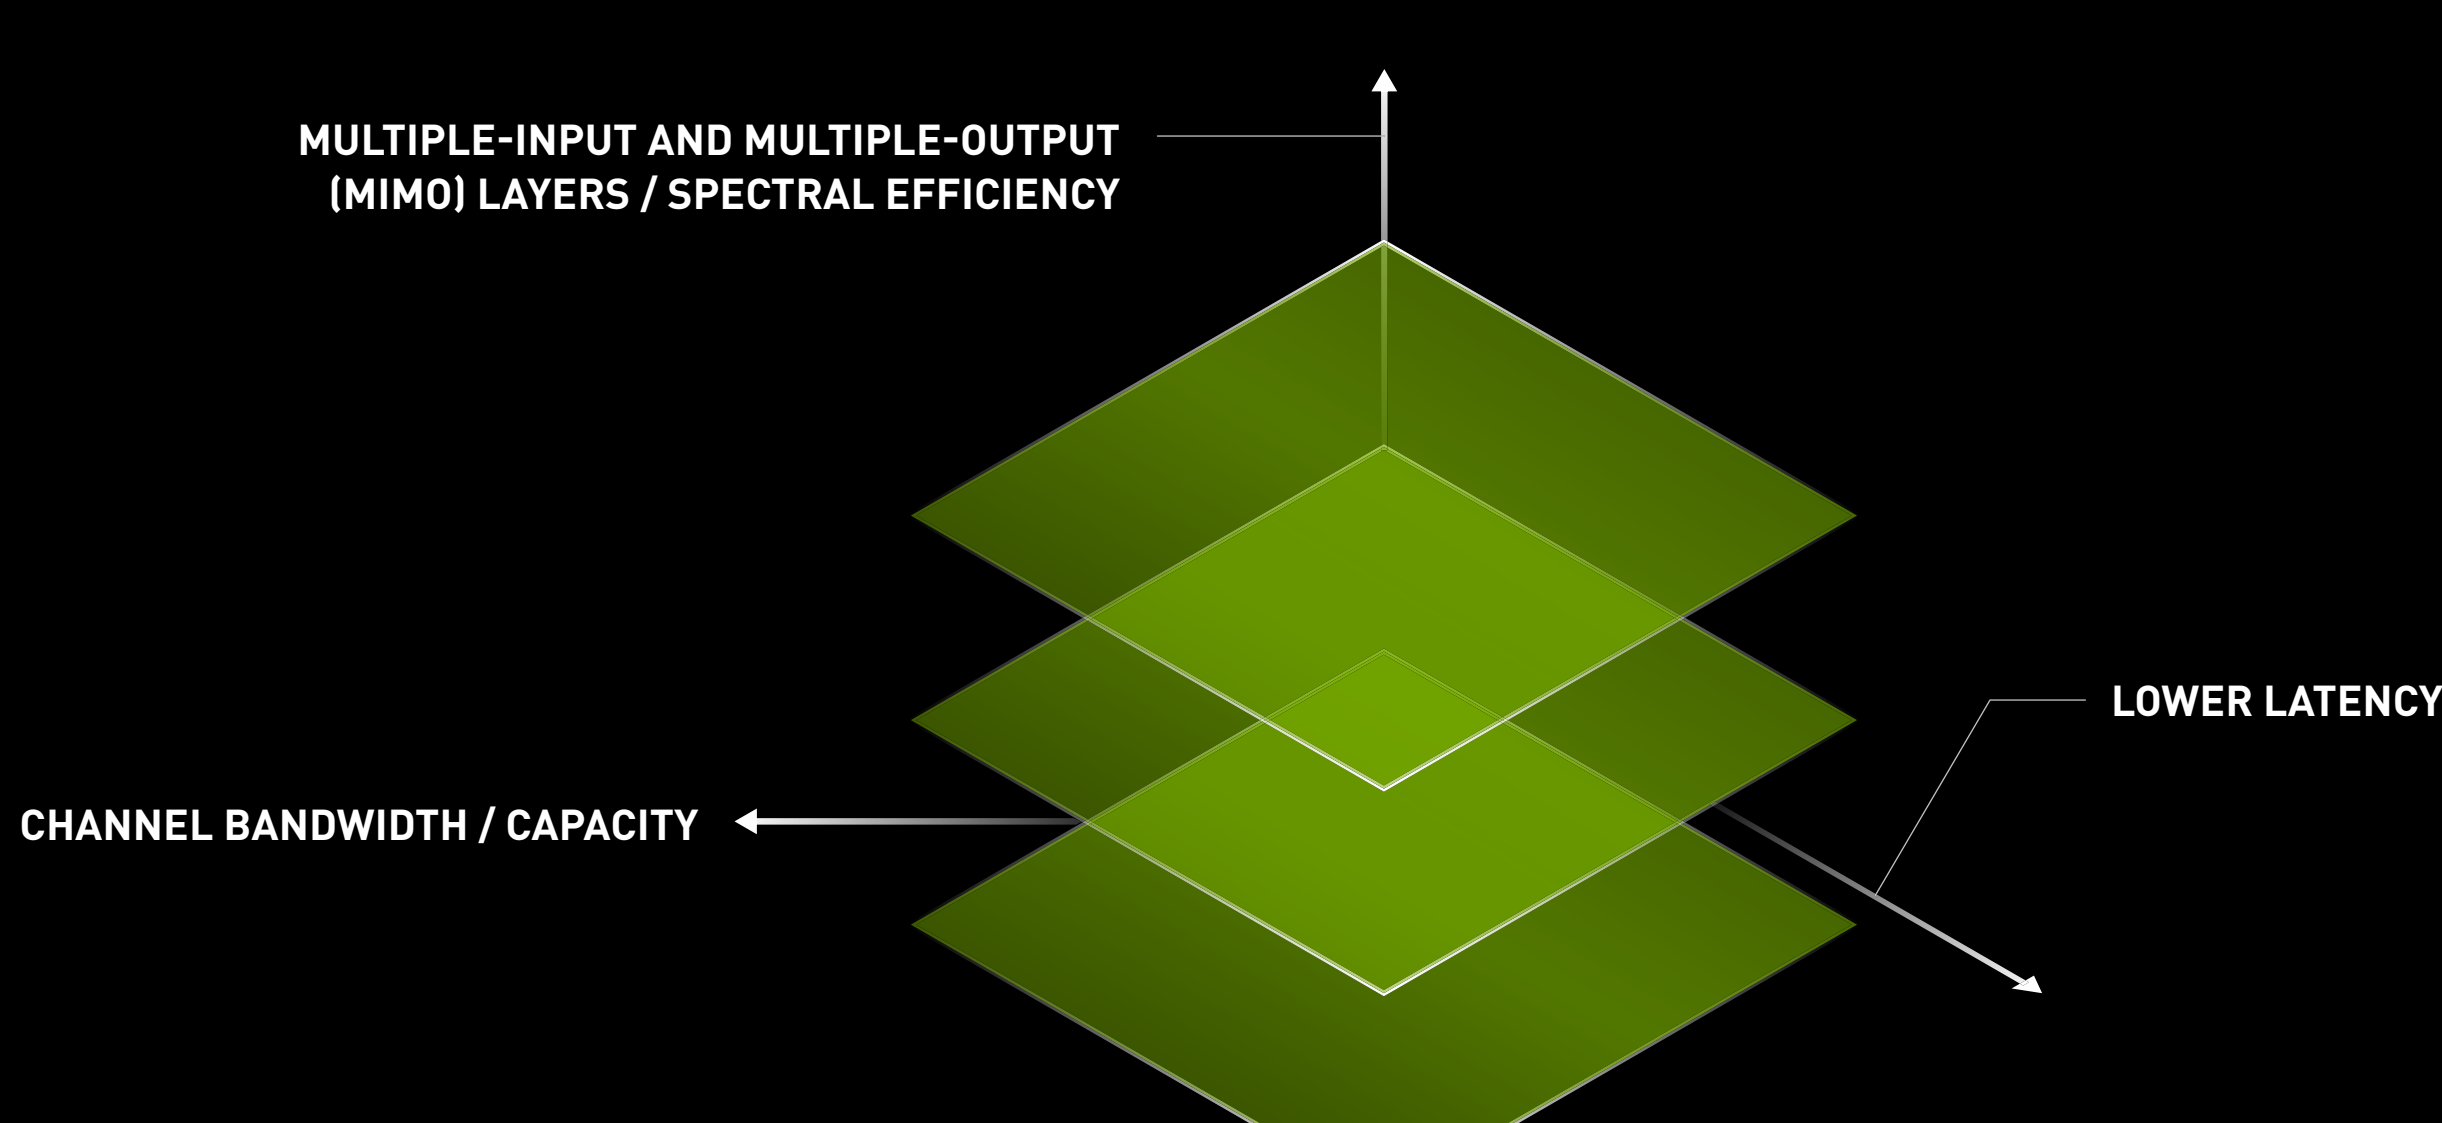 MULTIPLE-INPUT AND MULTIPLE-OUTPUT
(MIMO) LAYERS / SPECTRAL EFFICIENCY
LOWER LATENCY
CHANNEL BANDWIDTH / CAPACITY